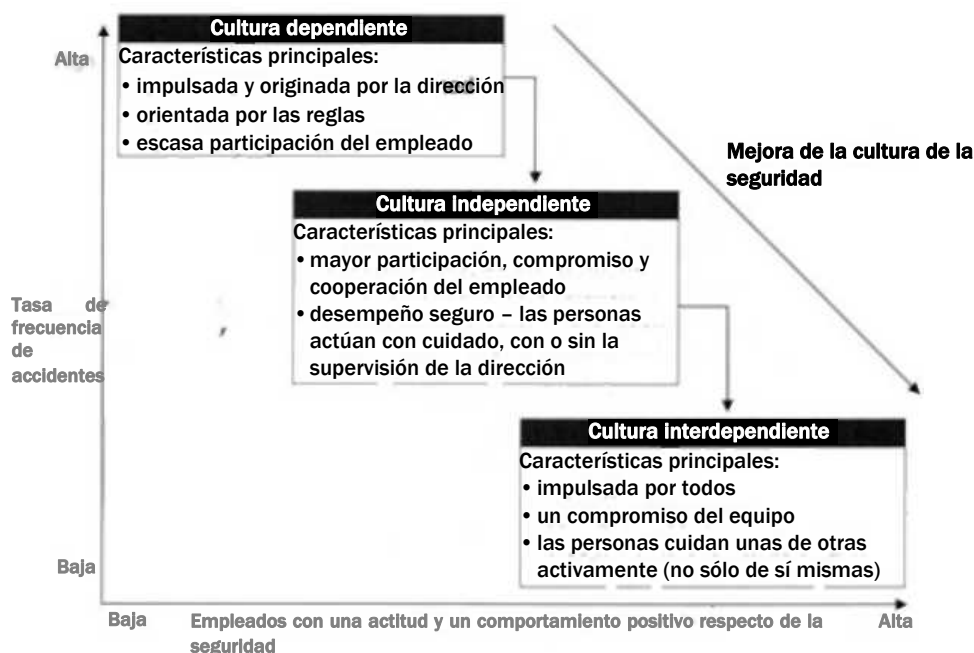 Cultura dependiente
Alta
Características principales:
• impulsada y originada por la dirección
• orientada por las reglas
• escasa participación del empleado
Mejora de la cultura de la
seguridad
Cultura independiente
Características principales:
• mayor participación, compromiso y
cooperación del empleado
• desempeño seguro – las personas
actúan con cuidado, con o sin la
supervisión de la dirección
Tasa de
frecuencia
de
accidentes
Cultura interdependiente
Características principales:
• impulsada por todos
• un compromiso del equipo
• las personas cuidan unas de otras
activamente (no sólo de sí mismas)
Baja
Baja
Empleados con una actitud y un comportamiento positivo respecto de la
seguridad
Alta